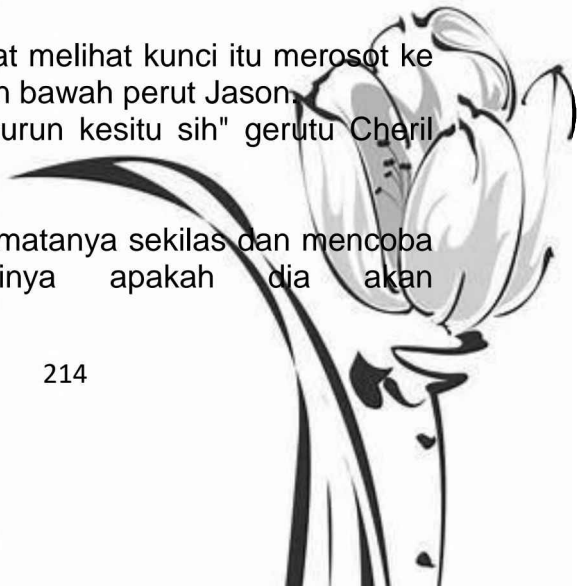 at melihat kunci itu merosot ke
n bawah perut Jason.
urun kesitu sih" gerutu Cheril
matanya sekilas dan mencoba
inya apakah dia akan
214